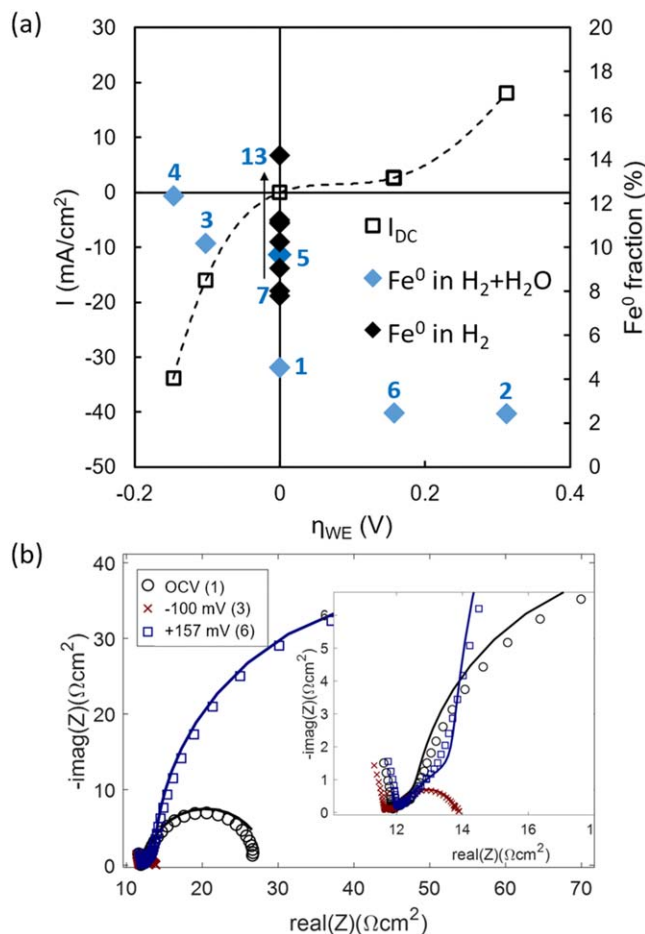 (a)
30
20
10
0
-10
-20
-30
-40
-50
I (mA/cm²)
20
18
16
14
12
10
8
6
4
2
0
Fe⁰ fraction (%)
13
4
3
5
7
1
6
2
I_DC
Fe⁰ in H₂+H₂O
Fe⁰ in H₂
-0.2 0 0.2 0.4
η_WE (V)
(b)
40
30
20
10
0
-imag(Z)(Ωcm²)
OCV (1)
-100 mV (3)
+157 mV (6)
6
5
4
3
2
1
0
-imag(Z)(Ωcm²)
12 14 16 18
real(Z)(Ωcm²)
10 20 30 40 50 60 70
real(Z)(Ωcm²)